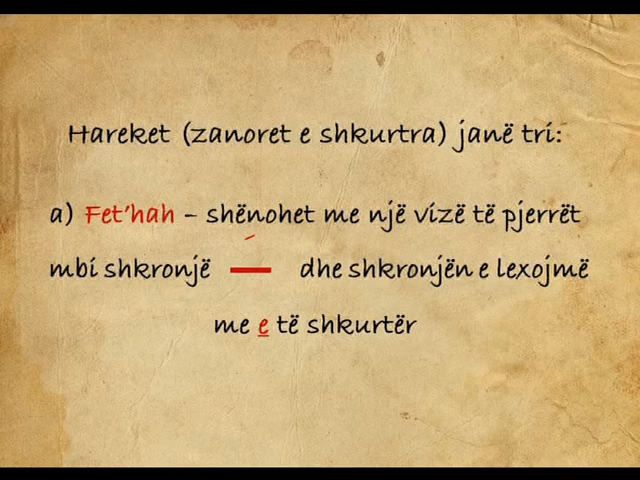 Hareket (zanoret e shkurtra) janë tri:
a) Fet’hah – shënohet me një vizë të pjerrët
mbi shkronjë dhe shkronjën e lexojmë
me e të shkurtër